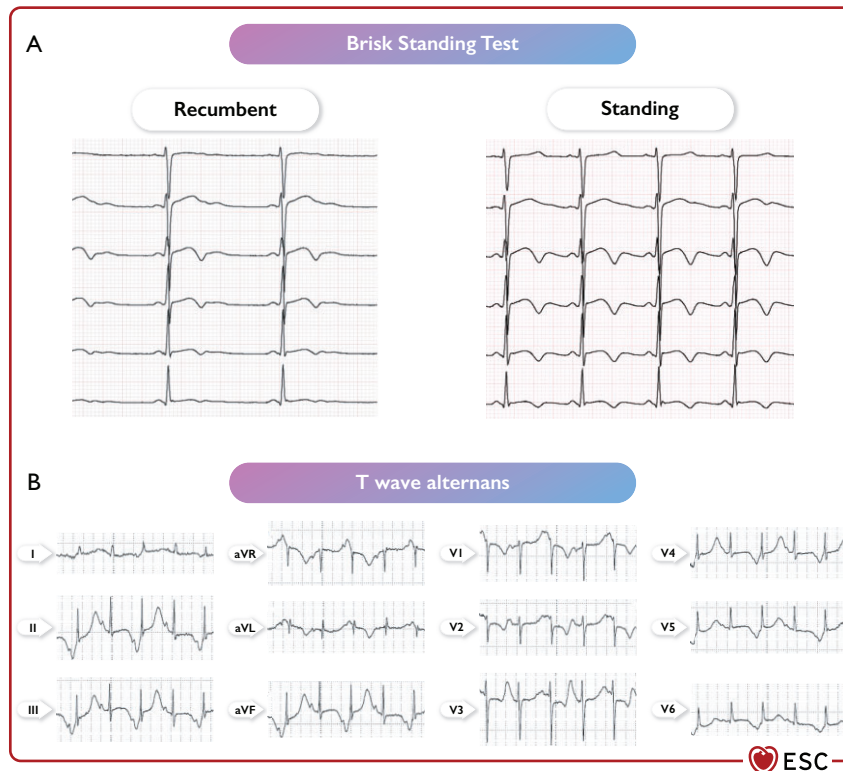 A
Brisk Standing Test
Recumbent
Standing
B
T wave alternans
I
aVR
V1
V4
II
aVL
V2
V5
III
aVF
V3
V6
ESC